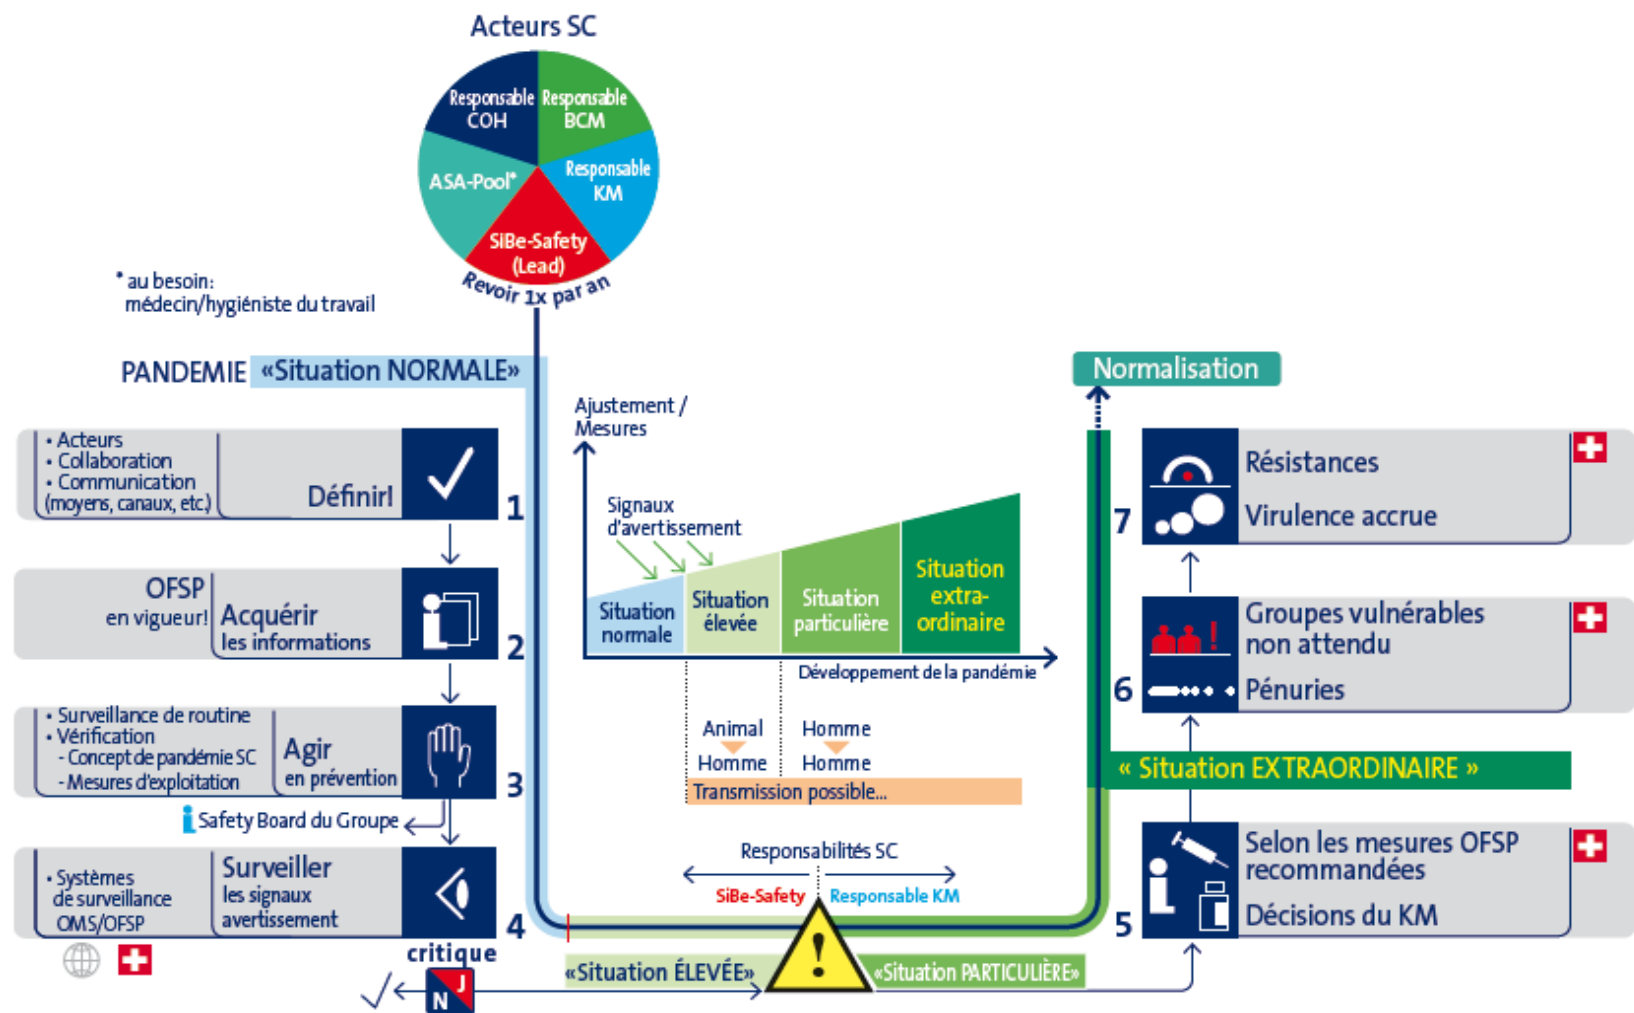 Acteurs SC
Responsable
COH
Responsable
BCM
ASA-Pool*
Responsable
KM
SiBe-Safety
(Lead)
Revoir 1x par an
* au besoin:
médecin/hygiéniste du travail
PANDEMIE «Situation NORMALE»
• Acteurs
• Collaboration
• Communication
(moyens, canaux, etc.)
Définir!
1
OFSP
en vigueur!
Acquérir
les informations
2
• Surveillance de routine
• Vérification
- Concept de pandémie SC
- Mesures d'exploitation
Agir
en prévention
3
i Safety Board du Groupe
• Systèmes
de surveillance
OMS/OFSP
Surveiller
les signaux
avertissement
4
critique
N J
Ajustement /
Mesures
Signaux
d'avertissement
Situation
normale
Situation
élevée
Situation
particulière
Situation
extra-
ordinaire
Développement de la pandémie
Animal
Homme
Homme
Homme
Transmission possible...
Responsabilités SC
SiBe-Safety
Responsable KM
!
«Situation ÉLEVÉE»
«Situation PARTICULIÈRE»
Normalisation
7
Résistances
Virulence accrue
6
Groupes vulnérables
non attendu
Pénuries
« Situation EXTRAORDINAIRE »
5
Selon les mesures OFSP
recommandées
Décisions du KM